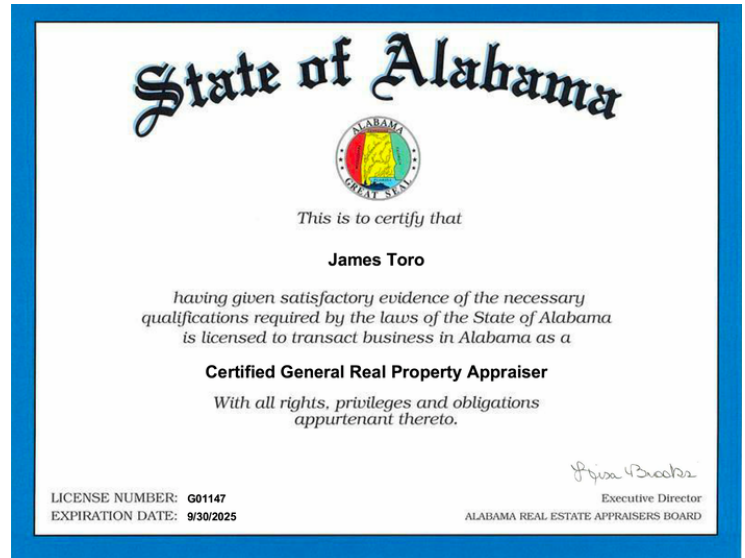 State of Alabama
ALABAMA
GREAT SEAL
This is to certify that
James Toro
having given satisfactory evidence of the necessary
qualifications required by the laws of the State of Alabama
is licensed to transact business in Alabama as a
Certified General Real Property Appraiser
With all rights, privileges and obligations
appurtenant thereto.
Lisa Brooks
LICENSE NUMBER: G01147
Executive Director
EXPIRATION DATE: 9/30/2025
ALABAMA REAL ESTATE APPRAISERS BOARD